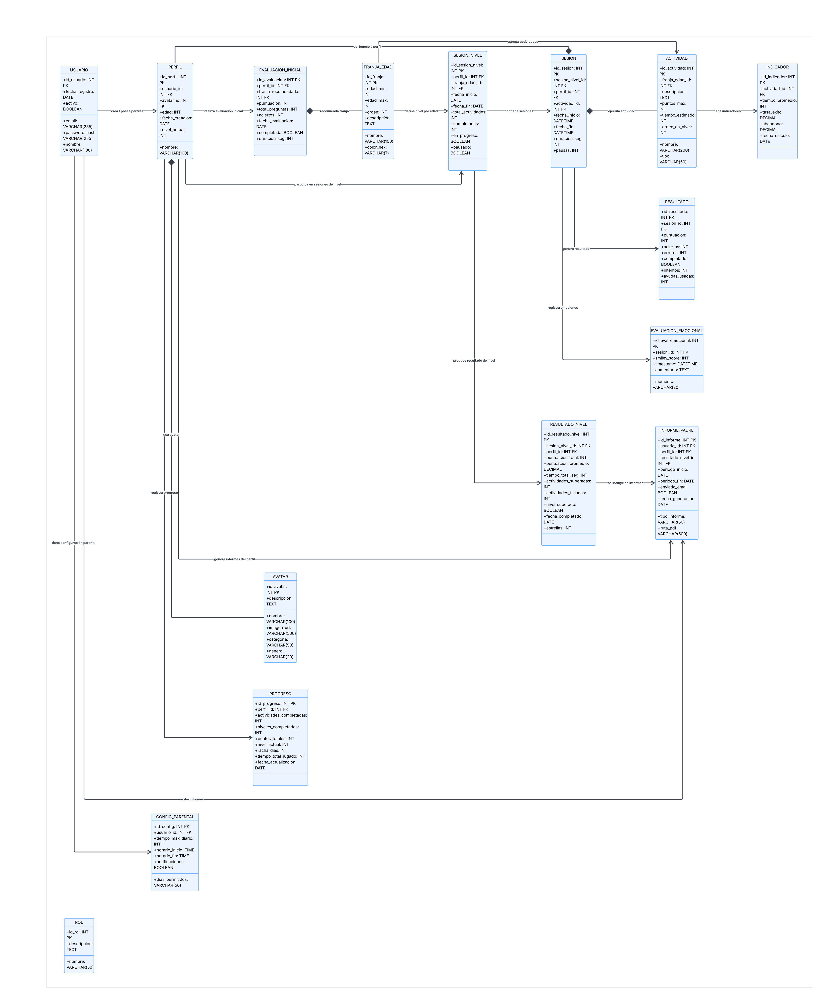 agrupa actividades
pertenece a perfil
USUARIO
+id_usuario: INT
PK
+fecha_registro:
DATE
+activo:
BOOLEAN
+email:
VARCHAR(255)
+password_hash:
VARCHAR(255)
+nombre:
VARCHAR(100)
crea / posee perfiles
PERFIL
+id_perfil: INT
PK
+usuario_id:
INT FK
+avatar_id: INT
FK
+edad: INT
+fecha_creacion:
DATE
+nivel_actual:
INT
+nombre:
VARCHAR(100)
realiza evaluación inicial
EVALUACION_INICIAL
+id_evaluacion: INT PK
+perfil_id: INT FK
+franja_recomendada:
INT FK
+puntuacion: INT
+total_preguntas: INT
+aciertos: INT
+fecha_evaluacion:
DATE
+completada: BOOLEAN
+duracion_seg: INT
recomienda franja
FRANJA_EDAD
+id_franja:
INT PK
+edad_min:
INT
+edad_max:
INT
+orden: INT
+descripcion:
TEXT
+nombre:
VARCHAR(100)
+color_hex:
VARCHAR(7)
define nivel por edad
SESION_NIVEL
+id_sesion_nivel:
INT PK
+perfil_id: INT FK
+franja_edad_id:
INT FK
+fecha_inicio:
DATE
+fecha_fin: DATE
+total_actividades:
INT
+completadas:
INT
+en_progreso:
BOOLEAN
+pausado:
BOOLEAN
contiene sesiones
SESION
+id_sesion: INT
PK
+sesion_nivel_id:
INT FK
+perfil_id: INT
FK
+actividad_id:
INT FK
+fecha_inicio:
DATETIME
+fecha_fin:
DATETIME
+duracion_seg:
INT
+pausas: INT
ejecuta actividad
ACTIVIDAD
+id_actividad: INT
PK
+franja_edad_id:
INT FK
+descripcion:
TEXT
+puntos_max:
INT
+tiempo_estimado:
INT
+orden_en_nivel:
INT
+nombre:
VARCHAR(200)
+tipo:
VARCHAR(50)
tiene indicadores
INDICADOR
+id_indicador: INT
PK
+actividad_id: INT
FK
+tiempo_promedio:
INT
+tasa_exito:
DECIMAL
+abandono:
DECIMAL
+fecha_calculo:
DATE
participa en sesiones de nivel
RESULTADO
+id_resultado:
INT PK
+sesion_id: INT
FK
+puntuacion:
INT
+aciertos: INT
+errores: INT
+completado:
BOOLEAN
+intentos: INT
+ayudas_usadas:
INT
genera resultado
registra emociones
EVALUACION_EMOCIONAL
+id_eval_emocional: INT
PK
+sesion_id: INT FK
+smiley_score: INT
+timestamp: DATETIME
+comentario: TEXT
+momento:
VARCHAR(20)
produce resultado de nivel
RESULTADO_NIVEL
+id_resultado_nivel: INT
PK
+sesion_nivel_id: INT FK
+perfil_id: INT FK
+puntuacion_total: INT
+puntuacion_promedio:
DECIMAL
+tiempo_total_seg: INT
+actividades_superadas:
INT
+actividades_falladas:
INT
+nivel_superado:
BOOLEAN
+fecha_completado:
DATE
+estrellas: INT
se incluye en informes
INFORME_PADRE
+id_informe: INT PK
+usuario_id: INT FK
+perfil_id: INT FK
+resultado_nivel_id:
INT FK
+periodo_inicio:
DATE
+periodo_fin: DATE
+enviado_email:
BOOLEAN
+fecha_generacion:
DATE
+tipo_informe:
VARCHAR(50)
+ruta_pdf:
VARCHAR(500)
usa avatar
registra progreso
tiene configuración parental
genera informes del perfil
AVATAR
+id_avatar:
INT PK
+descripcion:
TEXT
+nombre:
VARCHAR(100)
+imagen_url:
VARCHAR(500)
+categoria:
VARCHAR(50)
+genero:
VARCHAR(20)
PROGRESO
+id_progreso: INT PK
+perfil_id: INT FK
+actividades_completadas:
INT
+niveles_completados:
INT
+puntos_totales: INT
+nivel_actual: INT
+racha_dias: INT
+tiempo_total_jugado: INT
+fecha_actualizacion:
DATE
recibe informes
CONFIG_PARENTAL
+id_config: INT PK
+usuario_id: INT FK
+tiempo_max_diario:
INT
+horario_inicio: TIME
+horario_fin: TIME
+notificaciones:
BOOLEAN
+dias_permitidos:
VARCHAR(50)
ROL
+id_rol: INT
PK
+descripcion:
TEXT
+nombre:
VARCHAR(50)